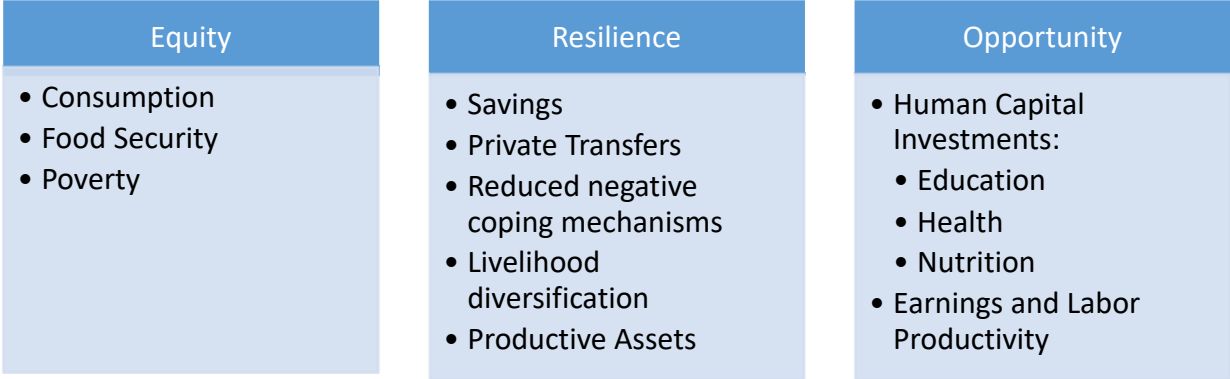 Equity
• Consumption
• Food Security
• Poverty
Resilience
• Savings
• Private Transfers
• Reduced negative
coping mechanisms
• Livelihood
diversification
• Productive Assets
Opportunity
• Human Capital
Investments:
• Education
• Health
• Nutrition
• Earnings and Labor
Productivity